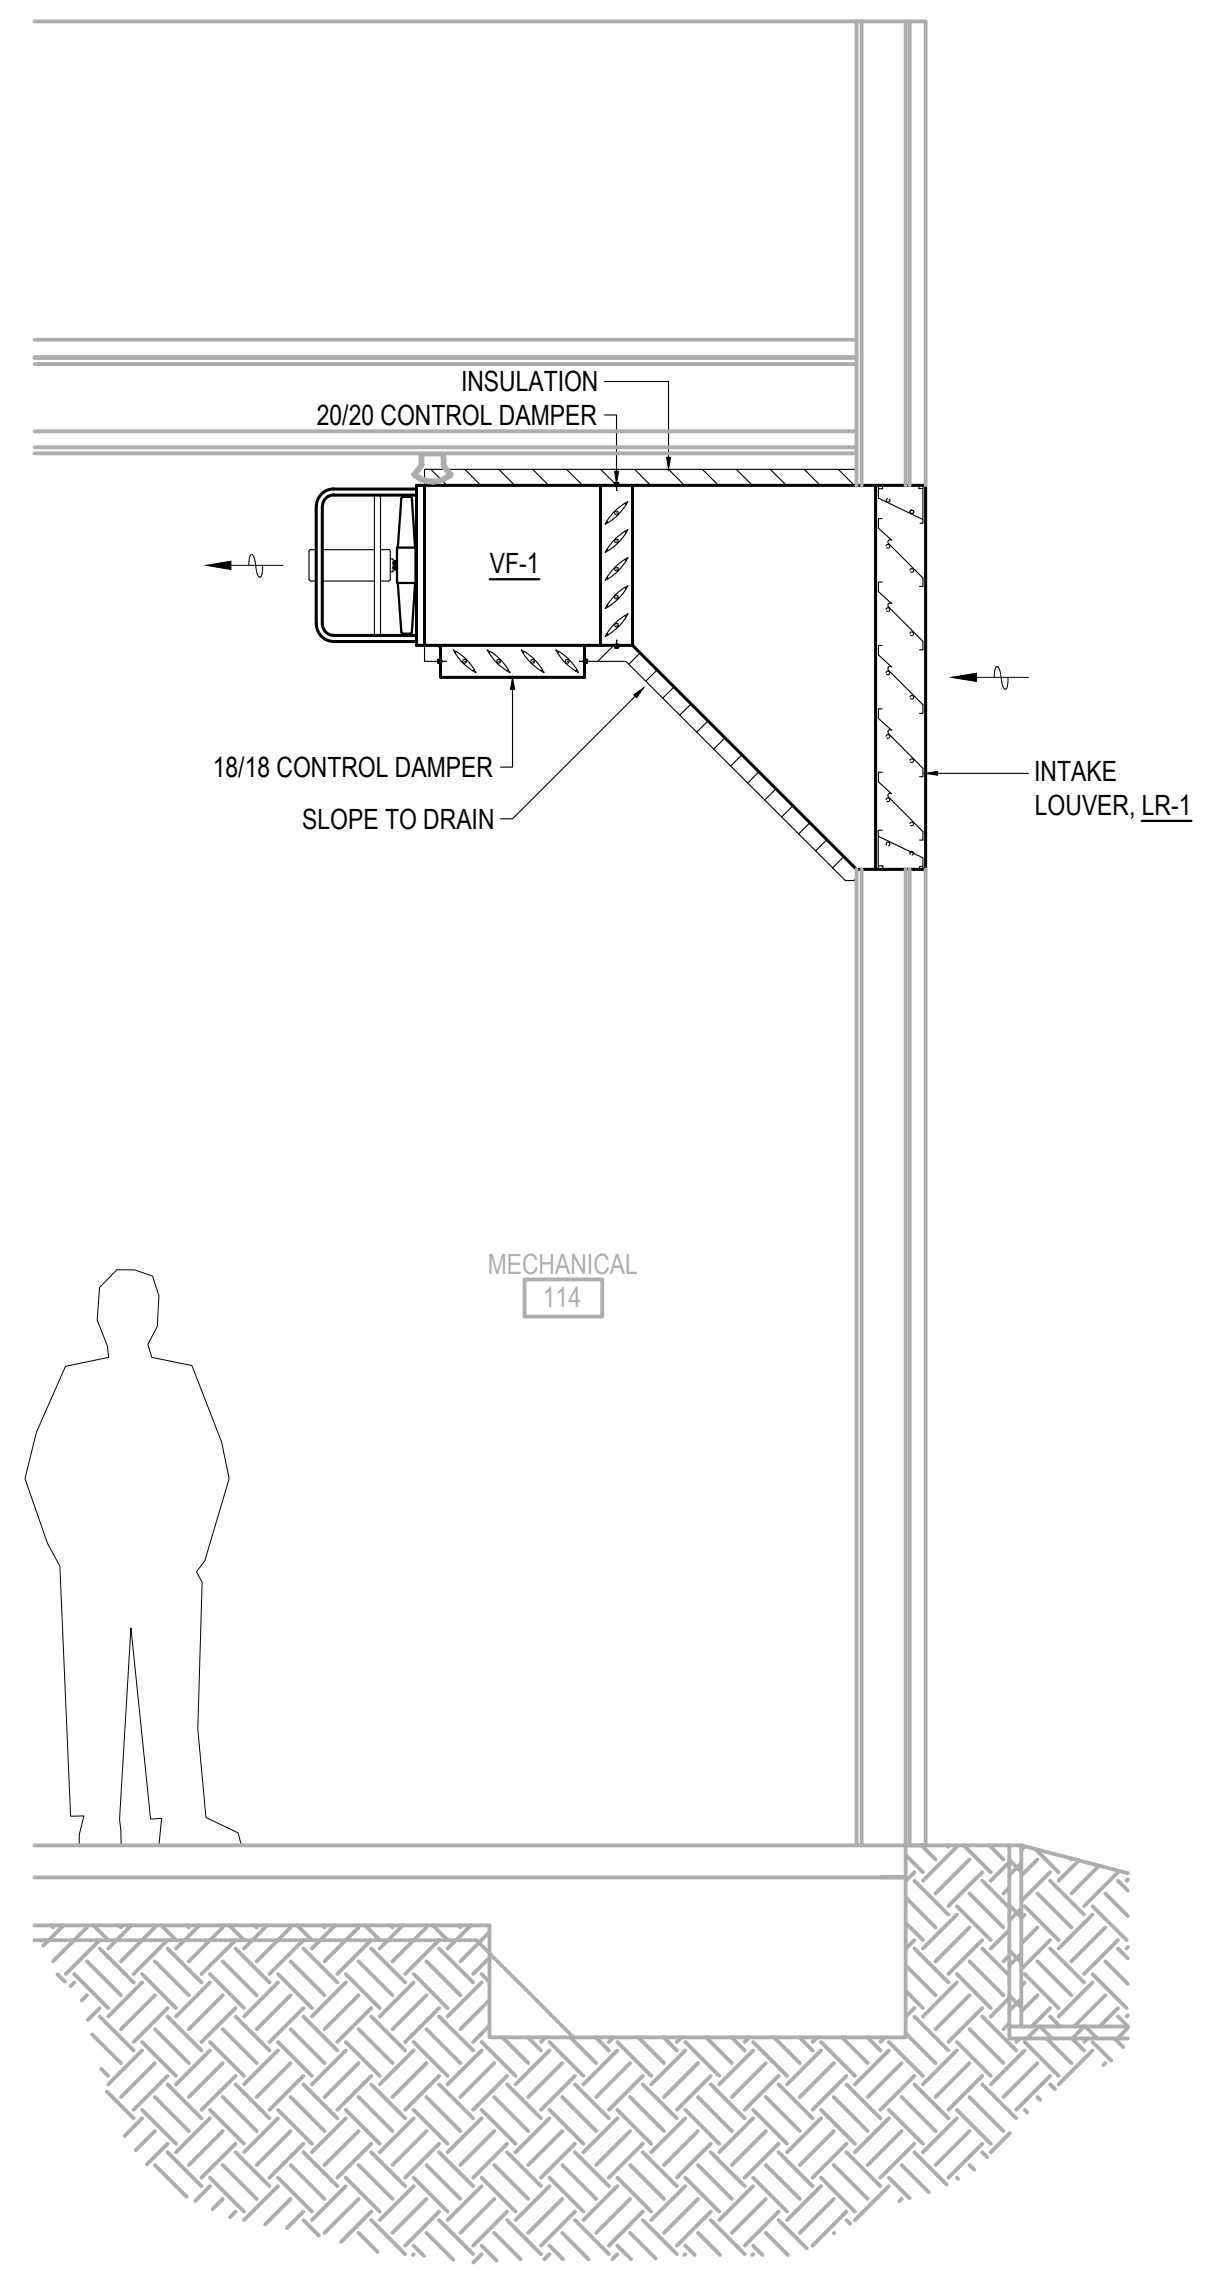 INSULATION
20/20 CONTROL DAMPER
VF-1
18/18 CONTROL DAMPER
SLOPE TO DRAIN
INTAKE
LOUVER, LR-1
MECHANICAL
114